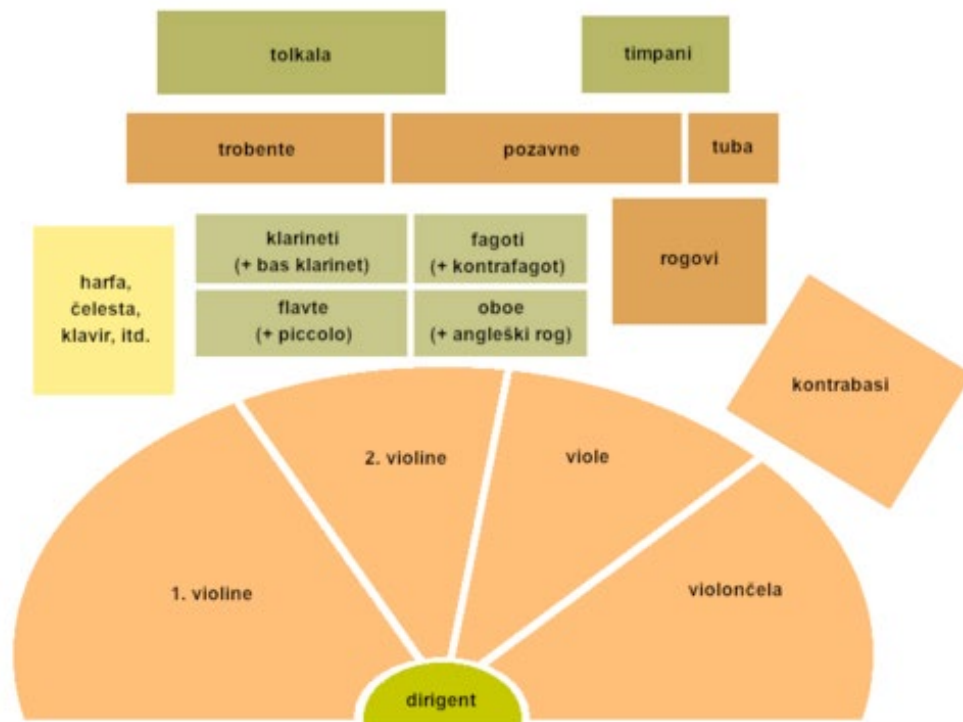 tolkala
timpani
trobente
pozavne
tuba
klarineti
(+ bas klarinet)
fagoti
(+ kontrafagot)
rogovi
harfa,
čelesta,
klavir, itd.
flavte
(+ piccolo)
oboe
(+ angleški rog)
kontrabasi
2. violine
viole
1. violine
violončela
dirigent